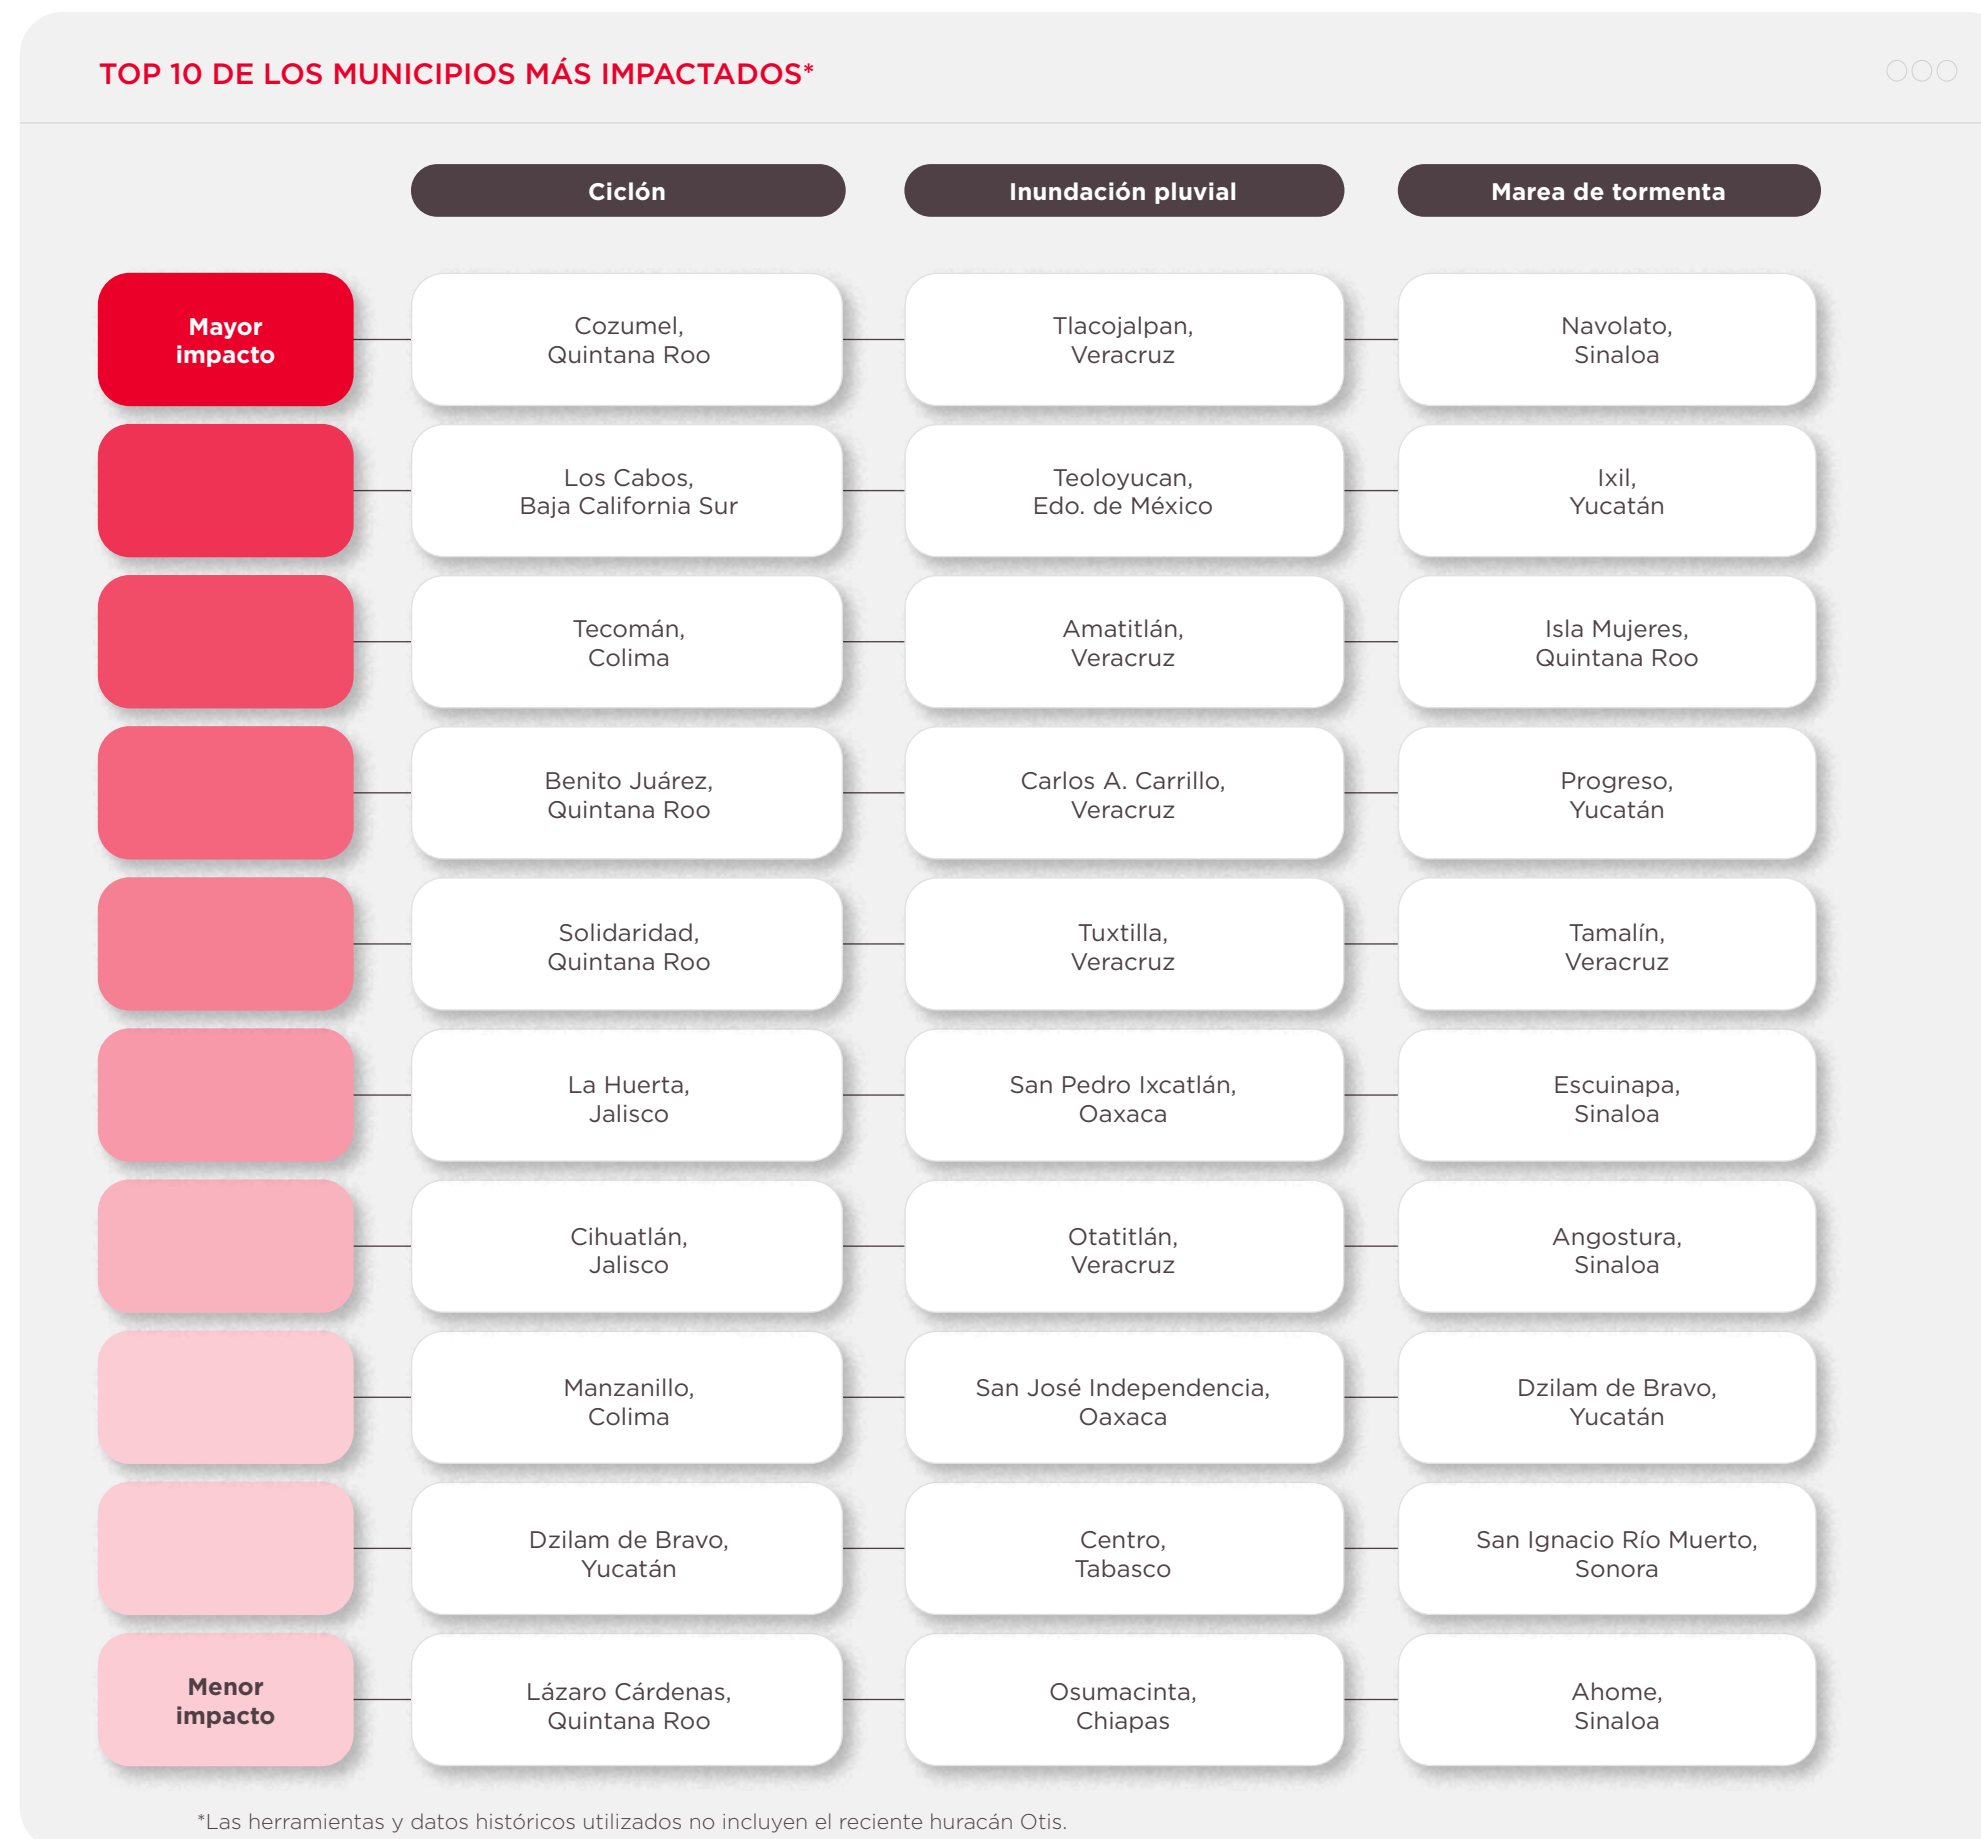 TOP 10 DE LOS MUNICIPIOS MÁS IMPACTADOS*
Ciclón
Inundación pluvial
Marea de tormenta
Mayor
impacto
Cozumel,
Quintana Roo
Tlacojalpan,
Veracruz
Navolato,
Sinaloa
Los Cabos,
Baja California Sur
Teoloyucan,
Edo. de México
Ixil,
Yucatán
Tecomán,
Colima
Amatitlán,
Veracruz
Isla Mujeres,
Quintana Roo
Benito Juárez,
Quintana Roo
Carlos A. Carrillo,
Veracruz
Progreso,
Yucatán
Solidaridad,
Quintana Roo
Tuxtilla,
Veracruz
Tamalín,
Veracruz
La Huerta,
Jalisco
San Pedro Ixcatlán,
Oaxaca
Escuinapa,
Sinaloa
Cihuatlán,
Jalisco
Otatitlán,
Veracruz
Angostura,
Sinaloa
Manzanillo,
Colima
San José Independencia,
Oaxaca
Dzilam de Bravo,
Yucatán
Dzilam de Bravo,
Yucatán
Centro,
Tabasco
San Ignacio Río Muerto,
Sonora
Menor
impacto
Lázaro Cárdenas,
Quintana Roo
Osumacinta,
Chiapas
Ahome,
Sinaloa
*Las herramientas y datos históricos utilizados no incluyen el reciente huracán Otis.